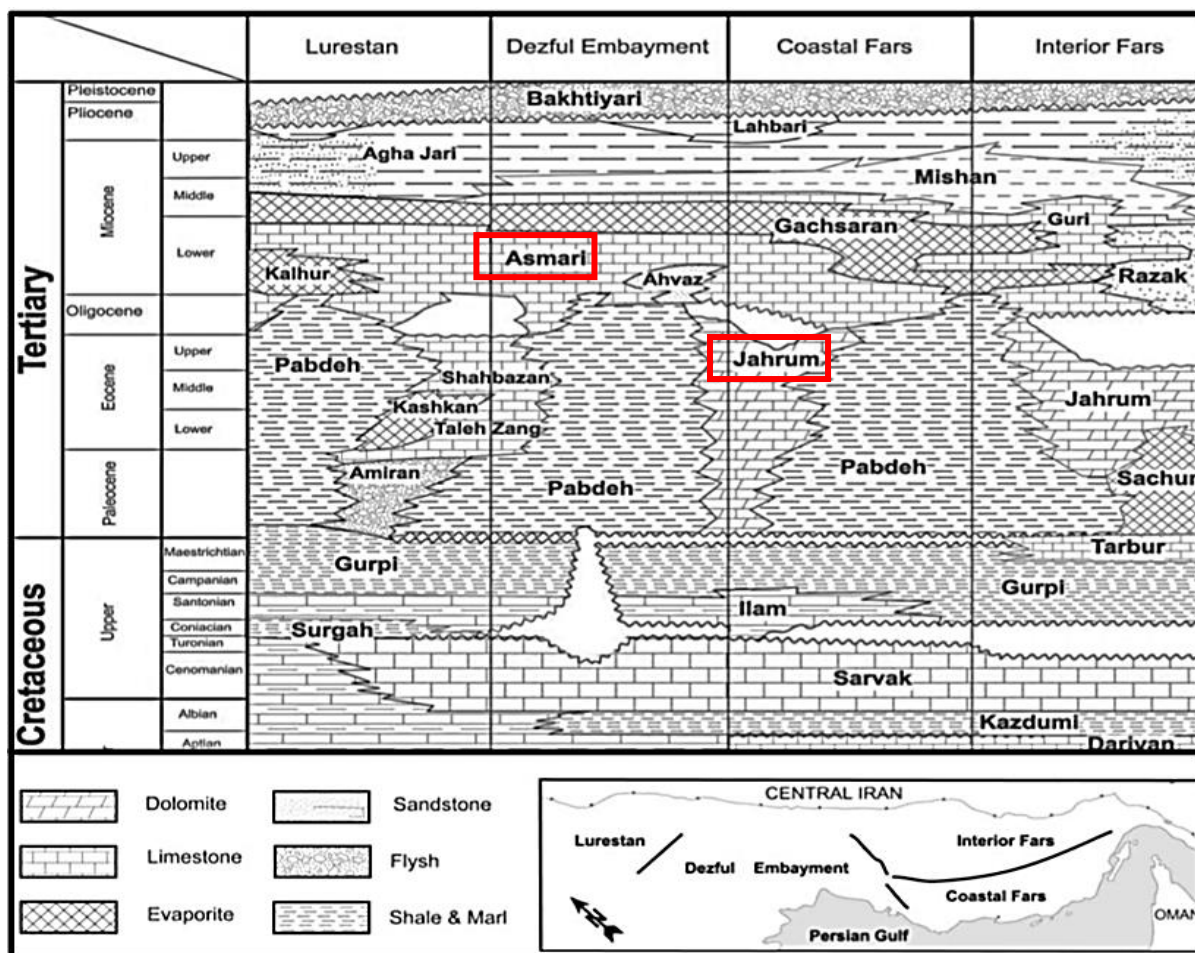 Lurestan Dezful Embayment Coastal Fars Interior Fars
Tertiary
Cretaceous
Pleistocene
Pliocene
Miocene
Upper
Middle
Lower
Oligocene
Eocene
Upper
Middle
Lower
Paleocene
Upper
Maestrichtian
Campanian
Santonian
Coniacian
Turonian
Cenomanian
Albian
Aptian
Bakhtiyari
Lahbari
Agha Jari
Mishan
Gachsaran
Guri
Asmari
Kalhur
Ahvaz
Razak
Pabdeh
Jahrum
Shahbazan
Jahrum
Kashkan
Taleh Zang
Amiran
Pabdeh
Pabdeh
Sachun
Tarbur
Gurpi
Gurpi
Ilam
Surgah
Sarvak
Kazdumi
Dariyan
Dolomite
Limestone
Evaporite
Sandstone
Flysh
Shale & Marl
CENTRAL IRAN
Lurestan
Interior Fars
Dezful Embayment
Coastal Fars
N
OMAN
Persian Gulf